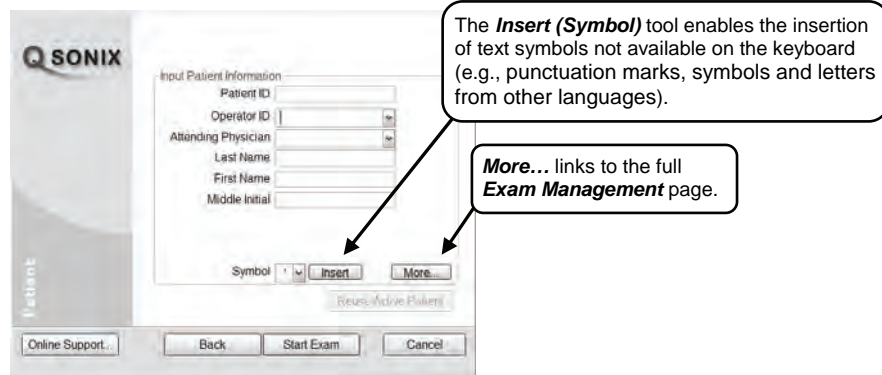 The Insert (Symbol) tool enables the insertion
of text symbols not available on the keyboard
(e.g., punctuation marks, symbols and letters
from other languages).
More… links to the full
Exam Management page.
SONIX
Input Patient Information
Patient ID
Operator ID
Attending Physician
Last Name
First Name
Middle Initial
Symbol Insert More...
Reuse Active Patient
Patient
Online Support... Back Start Exam Cancel